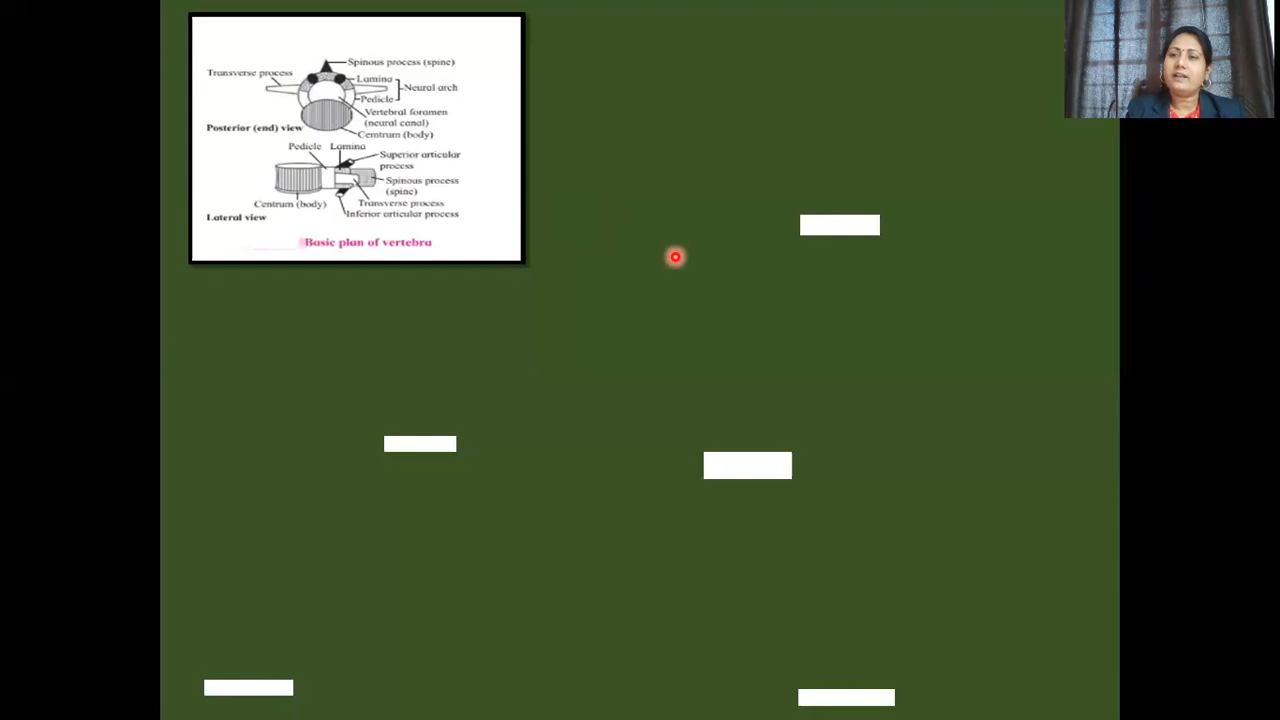 Spinous process (spine)
Transverse process
Lamina
Neural arch
Pedicle
Vertebral foramen
(neural canal)
Posterior (end) view
Centrum (body)
Pedicle Lamina
Superior articular
process
Spinous process
(spine)
Centrum (body)
Transverse process
Lateral view
Inferior articular process
Basic plan of vertebra